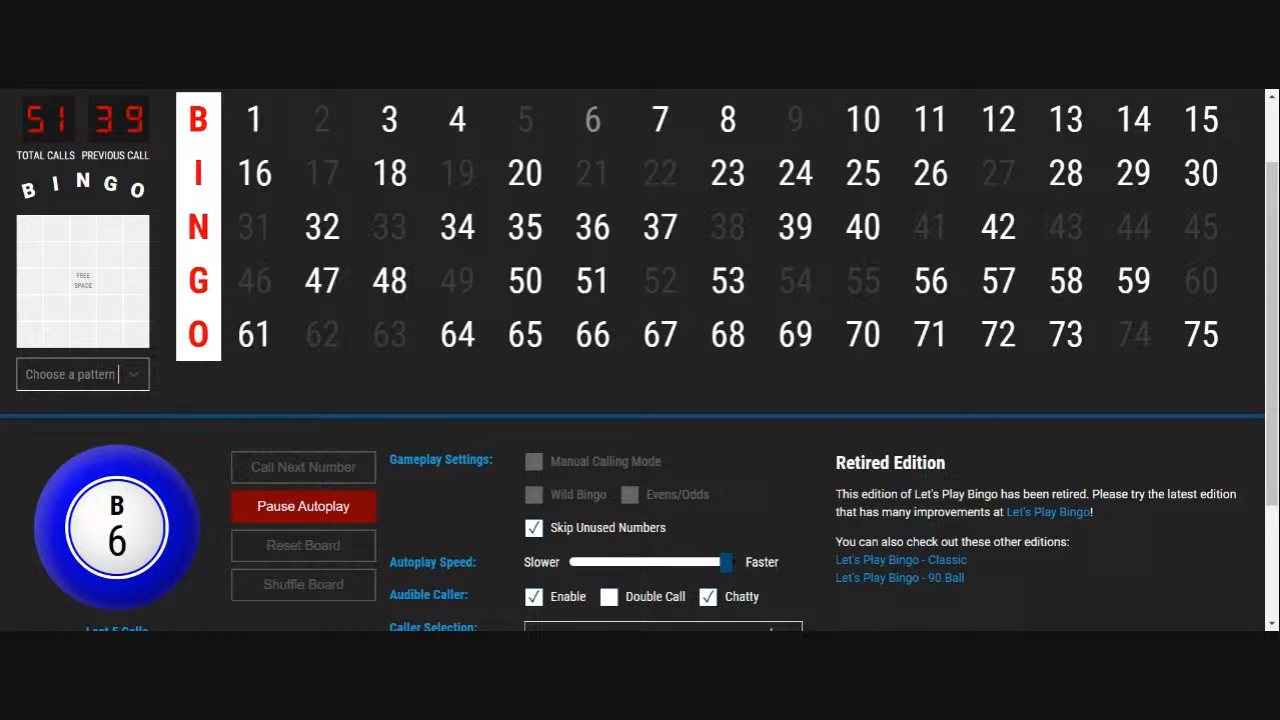 51 39
TOTAL CALLS PREVIOUS CALL
B I N G O
FREE
SPACE
Choose a pattern
B 1 2 3 4 5 6 7 8 9 10 11 12 13 14 15
I 16 17 18 19 20 21 22 23 24 25 26 27 28 29 30
N 31 32 33 34 35 36 37 38 39 40 41 42 43 44 45
G 46 47 48 49 50 51 52 53 54 55 56 57 58 59 60
O 61 62 63 64 65 66 67 68 69 70 71 72 73 74 75
B
6
Last 5 Calls
Call Next Number
Pause Autoplay
Reset Board
Shuffle Board
Gameplay Settings:
Manual Calling Mode
Wild Bingo Evens/Odds
Skip Unused Numbers
Autoplay Speed: Slower Faster
Audible Caller: Enable Double Call Chatty
Caller Selection:
Retired Edition
This edition of Let's Play Bingo has been retired. Please try the latest edition
that has many improvements at Let's Play Bingo!
You can also check out these other editions:
Let's Play Bingo - Classic
Let's Play Bingo - 90 Ball